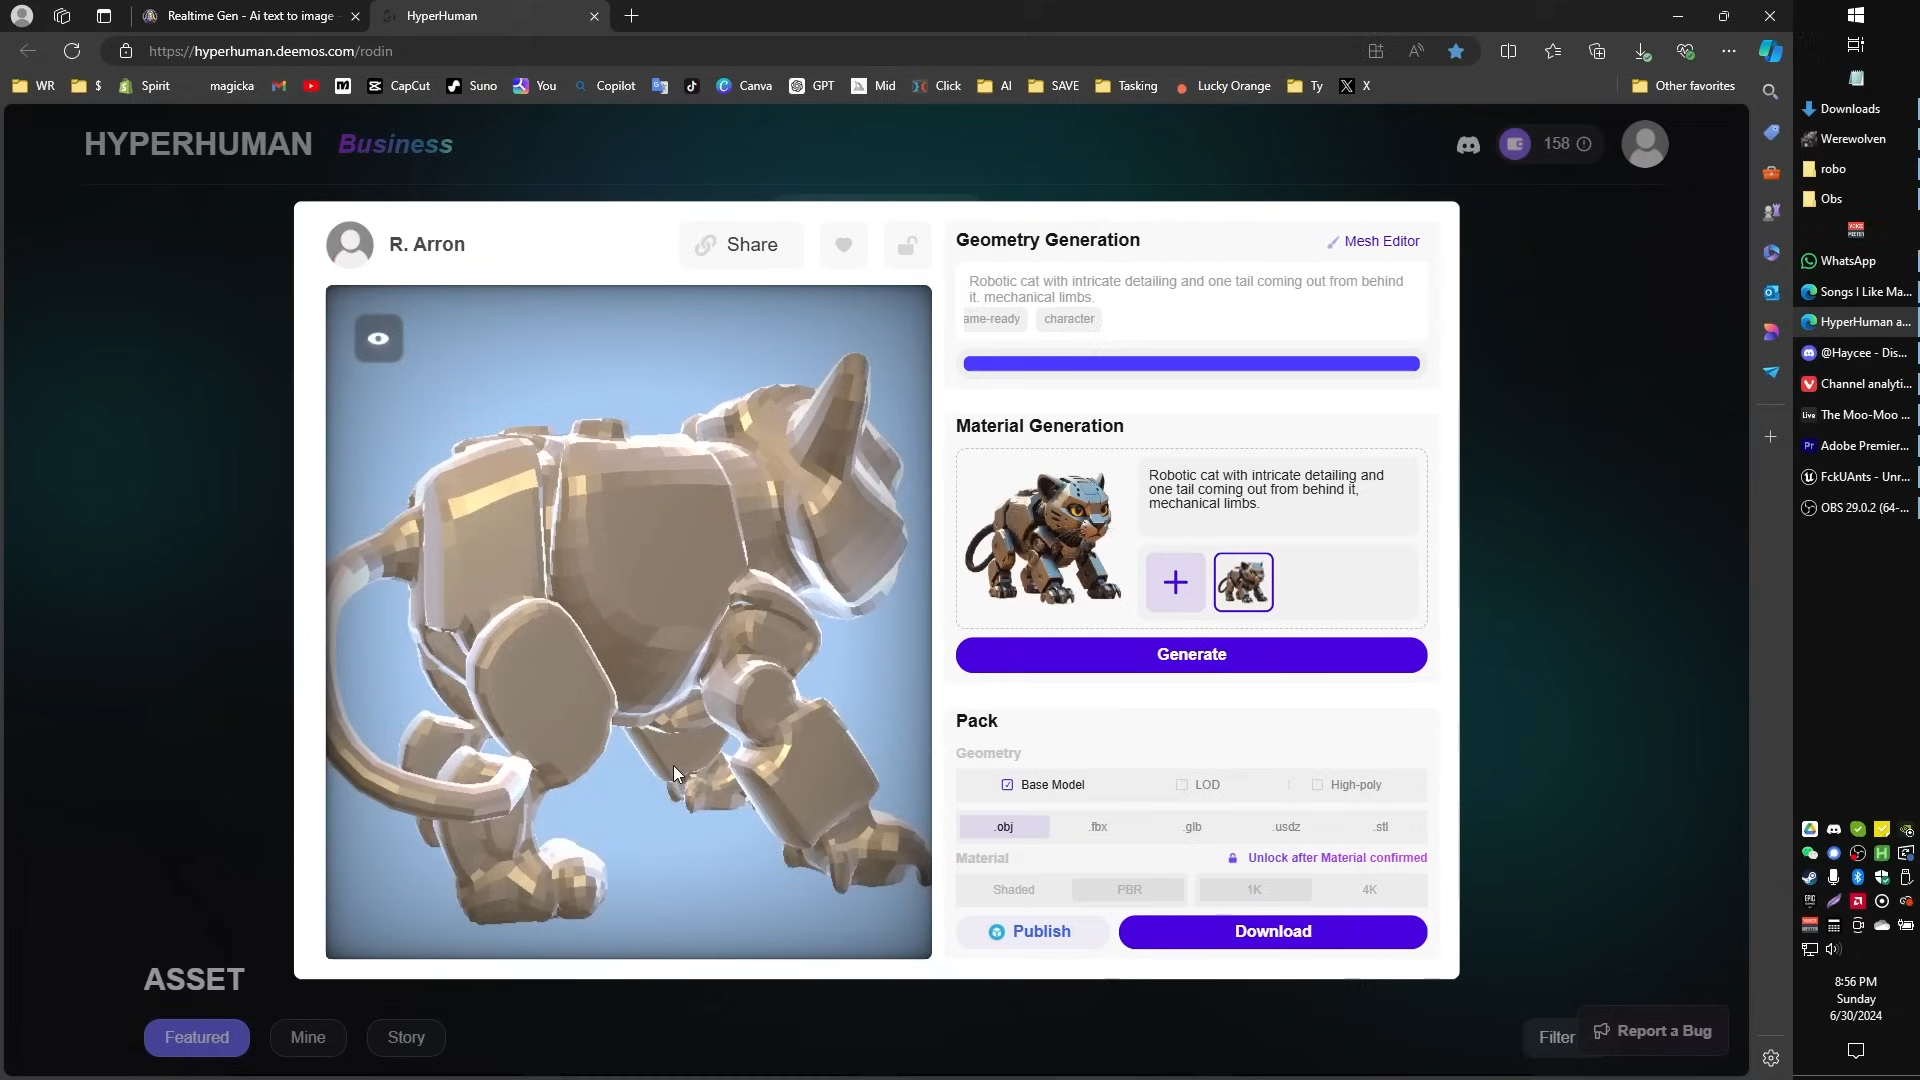 Realtime Gen - Ai text to image
HyperHuman
https://hyperhuman.deemos.com/rodin
WR
$
Spirit
magicka
CapCut
Suno
You
Copilot
Canva
GPT
Mid
Click
AI
SAVE
Tasking
Lucky Orange
Ty
X
Other favorites
HYPERHUMAN
Business
158
R. Arron
Share
Geometry Generation
Mesh Editor
Robotic cat with intricate detailing and one tail coming out from behind
it. mechanical limbs.
ame-ready
character
Material Generation
Robotic cat with intricate detailing and
one tail coming out from behind it,
mechanical limbs.
Generate
Pack
Geometry
Base Model
LOD
High-poly
.obj
.fbx
.glb
.usdz
.stl
Material
Unlock after Material confirmed
Shaded
PBR
1K
4K
Publish
Download
ASSET
Featured
Mine
Story
Filter
Report a Bug
Downloads
Werewolven
robo
Obs
WhatsApp
Songs I Like Ma...
HyperHuman a...
@Haycee - Dis...
Channel analyti...
The Moo-Moo ...
Adobe Premier...
FckUAnts - Unr...
OBS 29.0.2 (64-...
8:56 PM
Sunday
6/30/2024